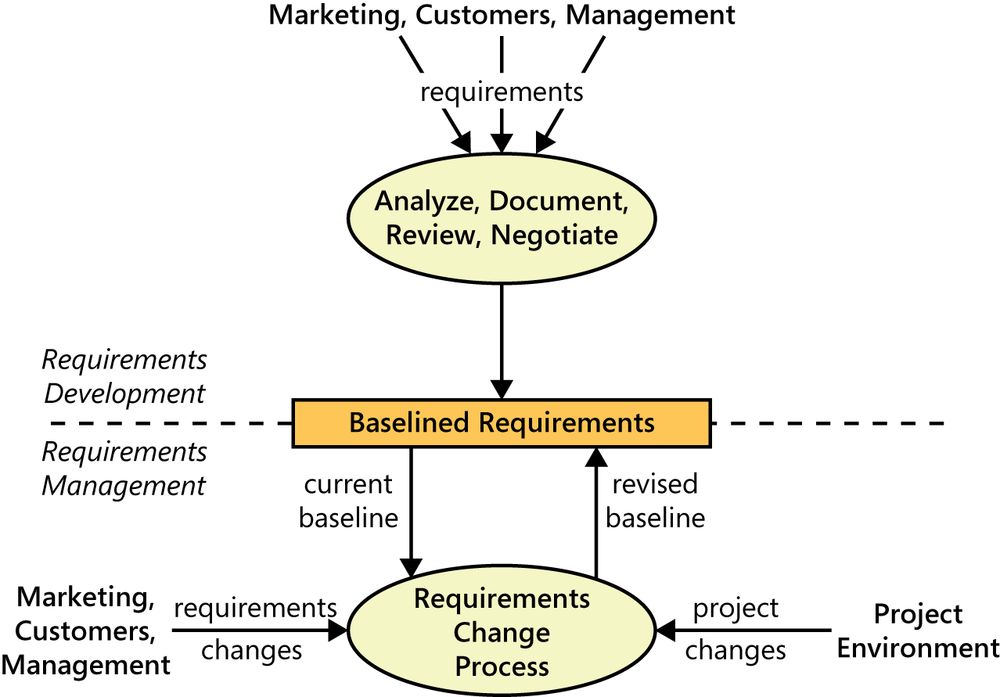 Marketing, Customers, Management
requirements
Analyze, Document,
Review, Negotiate
Requirements
Development
Baselined Requirements
Requirements
Management
current
baseline
revised
baseline
Marketing,
Customers,
Management
requirements
changes
Requirements
Change
Process
project
changes
Project
Environment